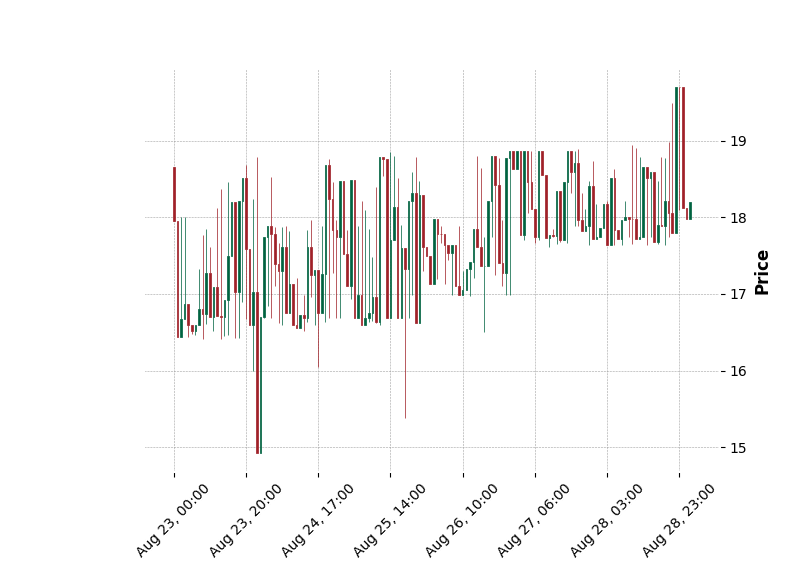 19
18
17
16
15
Price
Aug 23, 00:00
Aug 23, 20:00
Aug 24, 17:00
Aug 25, 14:00
Aug 26, 10:00
Aug 27, 06:00
Aug 28, 03:00
Aug 28, 23:00